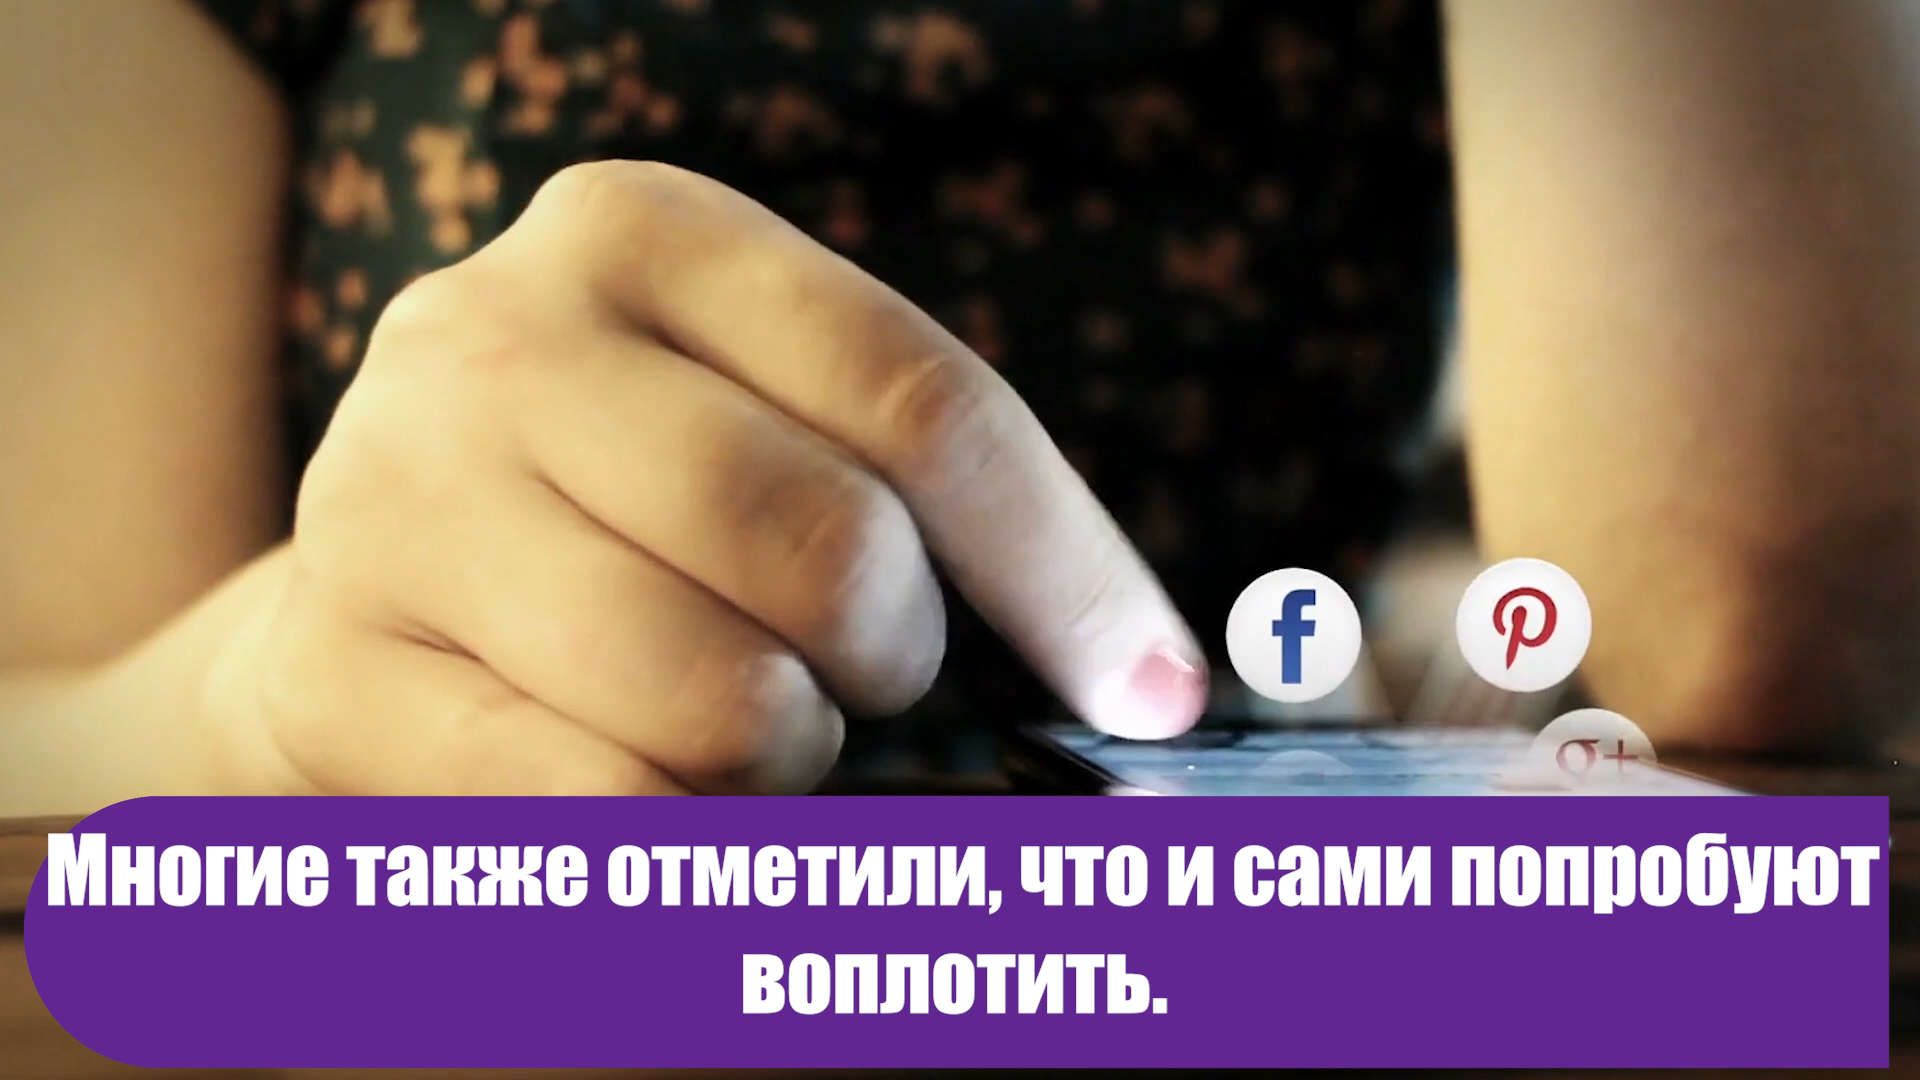 f
g+
Многие также отметили, что и сами попробуют
воплотить.